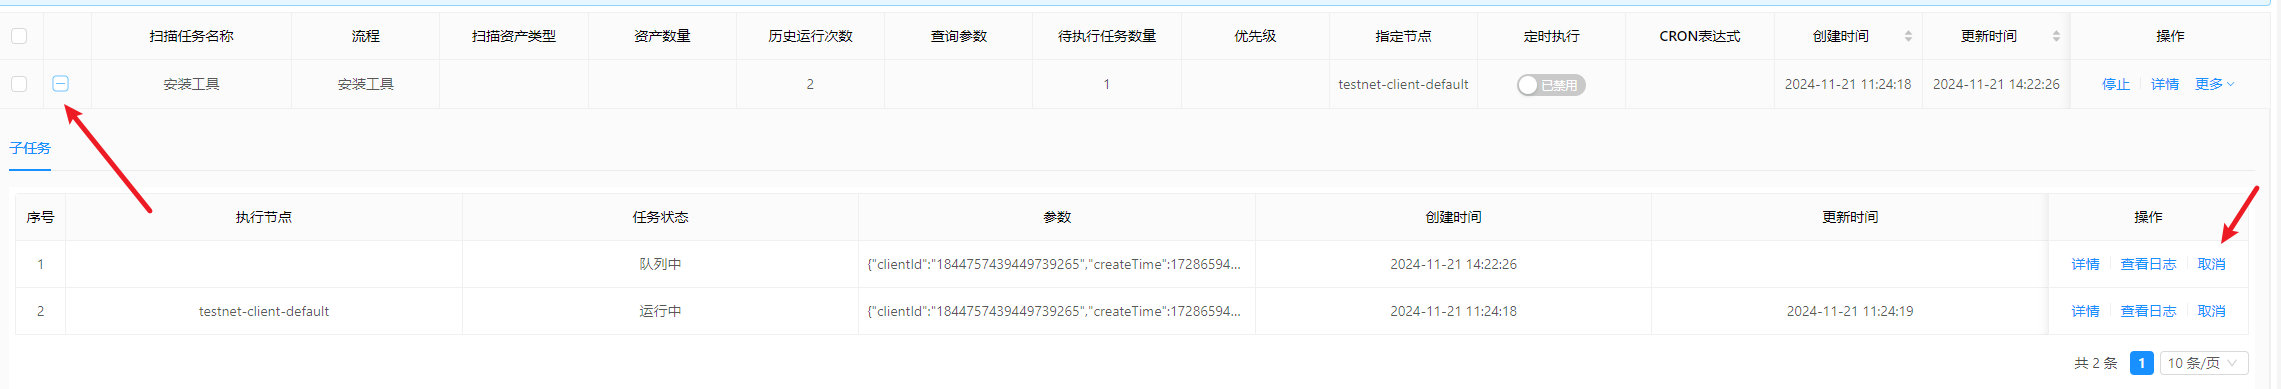 扫描任务名称 流程 扫描资产类型 资产数量 历史运行次数 查询参数 待执行任务数量 优先级 指定节点 定时执行 CRON表达式 创建时间 更新时间 操作
安装工具 安装工具 2 1 testnet-client-default 已禁用 2024-11-21 11:24:18 2024-11-21 14:22:26 停止 详情 更多
子任务
序号 执行节点 任务状态 参数 创建时间 更新时间 操作
1 队列中 {"clientId":"1844757439449739265","createTime":17286594... 2024-11-21 14:22:26 详情 查看日志 取消
2 testnet-client-default 运行中 {"clientId":"1844757439449739265","createTime":17286594... 2024-11-21 11:24:18 2024-11-21 11:24:19 详情 查看日志 取消
共 2 条 1 10 条/页